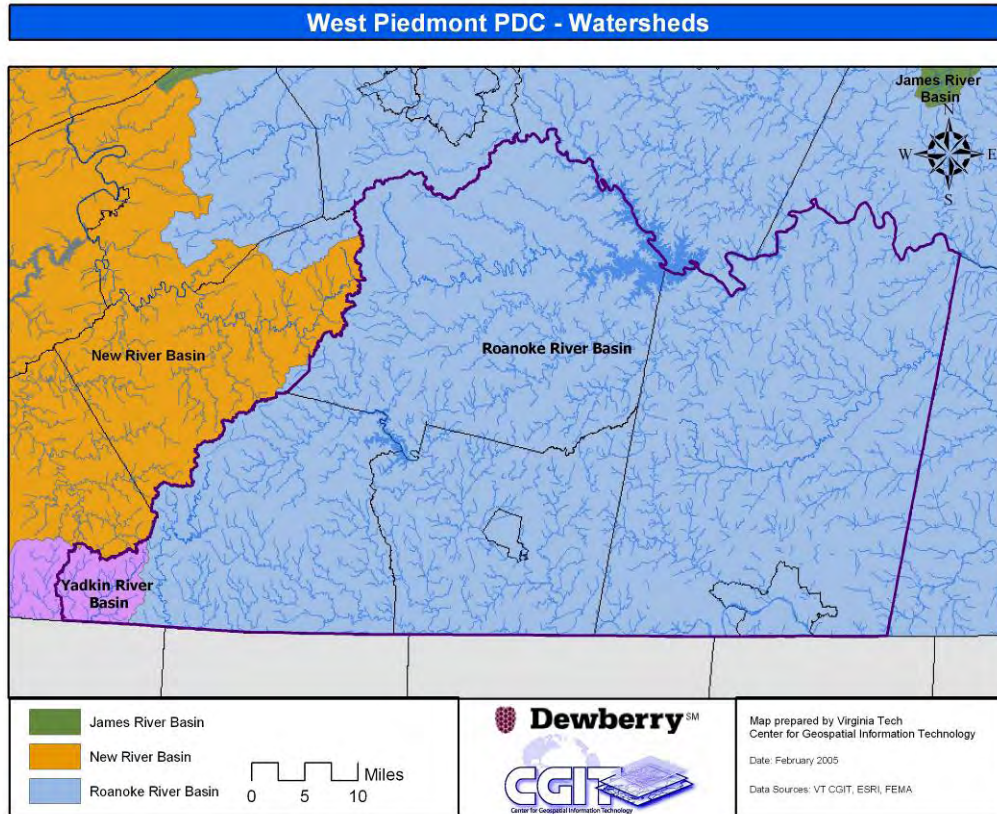 West Piedmont PDC - Watersheds
James River
Basin
N
W E
S
New River Basin
Roanoke River Basin
Yadkin River
Basin
James River Basin
New River Basin
Roanoke River Basin
Miles
0 5 10
Dewberry SM
CGIT
Center for Geospatial Information Technology
Map prepared by Virginia Tech
Center for Geospatial Information Technology
Date: February 2005
Data Sources: VT CGIT, ESRI, FEMA